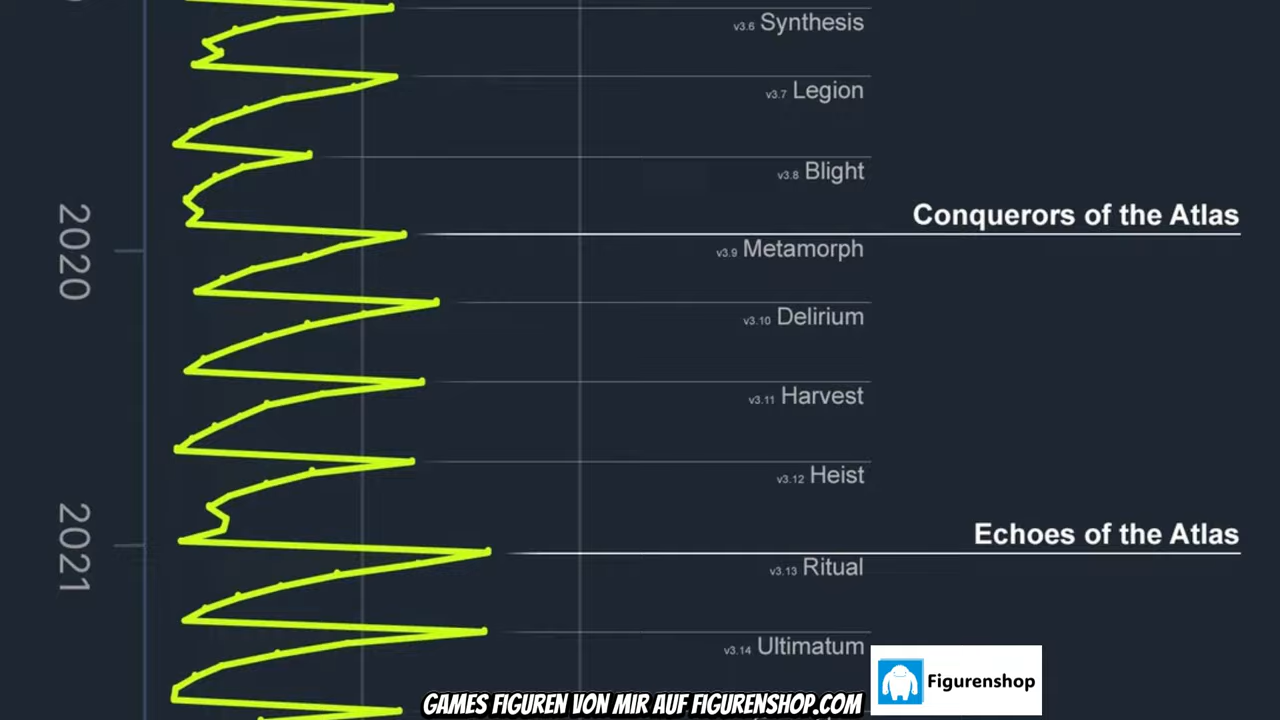 v3.6 Synthesis
v3.7 Legion
v3.8 Blight
2020
Conquerors of the Atlas
v3.9 Metamorph
v3.10 Delirium
v3.11 Harvest
v3.12 Heist
2021
Echoes of the Atlas
v3.13 Ritual
v3.14 Ultimatum
Figurenshop
GAMES FIGUREN VON MIR AUF FIGURENSHOP.COM